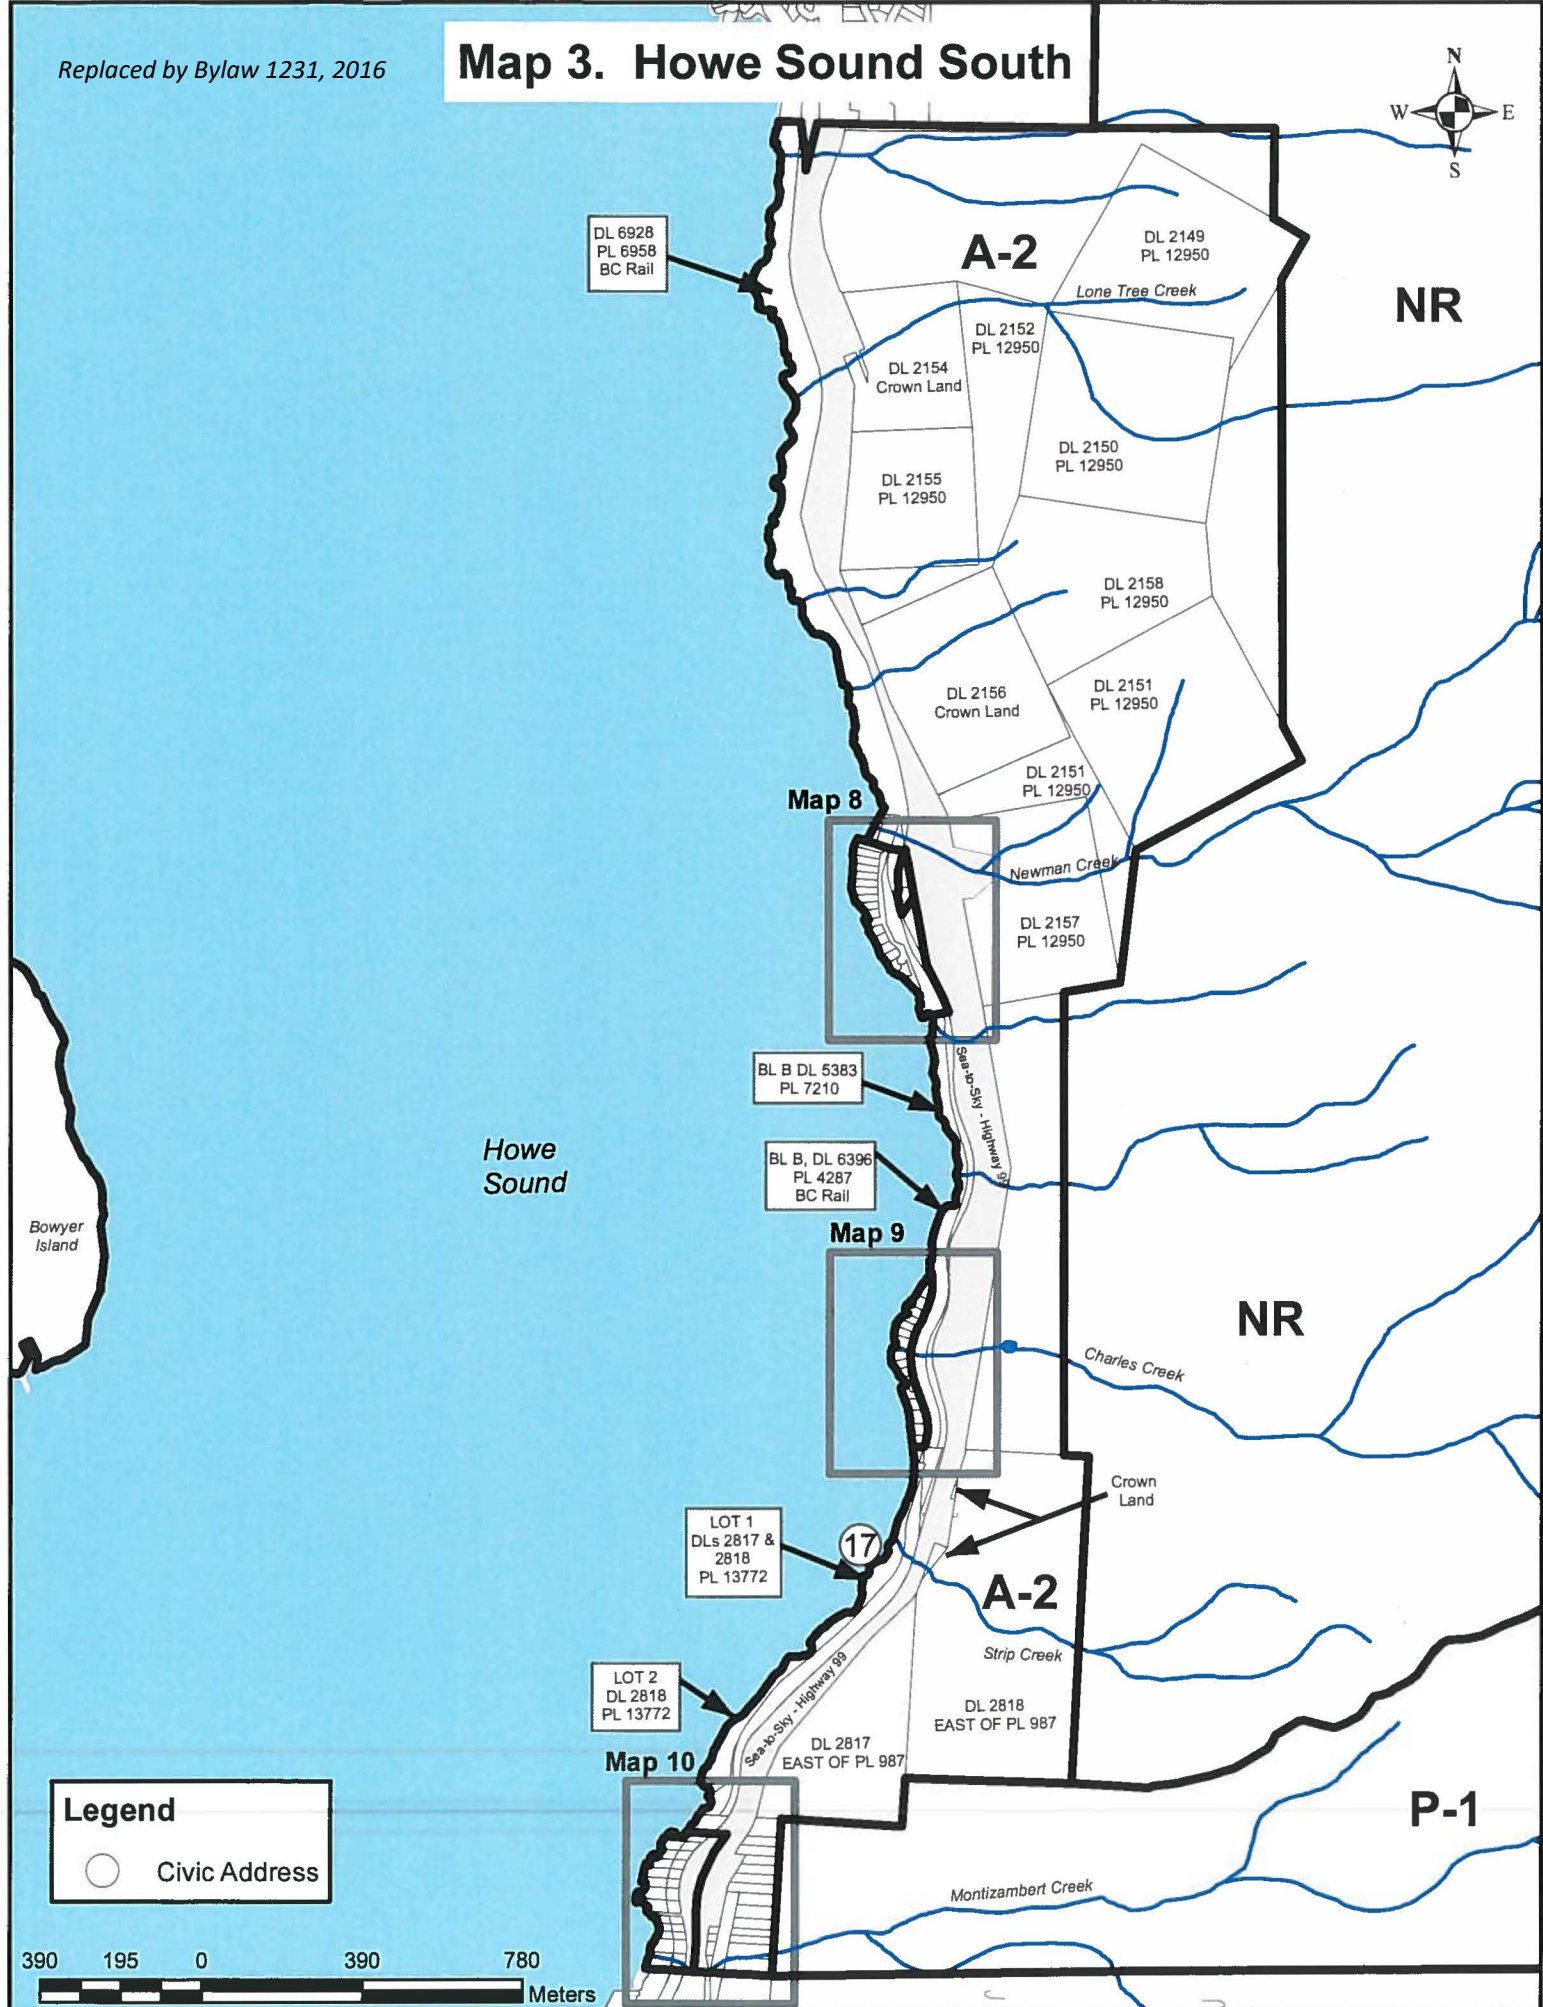 Replaced by Bylaw 1231, 2016
Map 3. Howe Sound South
N
W
E
S
DL 6928
PL 6958
BC Rail
A-2
DL 2149
PL 12950
Lone Tree Creek
NR
DL 2152
PL 12950
DL 2154
Crown Land
DL 2150
PL 12950
DL 2155
PL 12950
DL 2158
PL 12950
DL 2156
Crown Land
DL 2151
PL 12950
DL 2151
PL 12950
Map 8
Newman Creek
DL 2157
PL 12950
Sea-to-Sky - Highway 99
BL B DL 5383
PL 7210
Howe
Sound
BL B, DL 6396
PL 4287
BC Rail
Bowyer
Island
Map 9
NR
Charles Creek
Crown
Land
LOT 1
DLs 2817 &
2818
PL 13772
17
A-2
Strip Creek
LOT 2
DL 2818
PL 13772
Sea-to-Sky - Highway 99
DL 2818
EAST OF PL 987
DL 2817
EAST OF PL 987
Map 10
Legend
Civic Address
P-1
Montizambert Creek
390 195 0 390 780
Meters